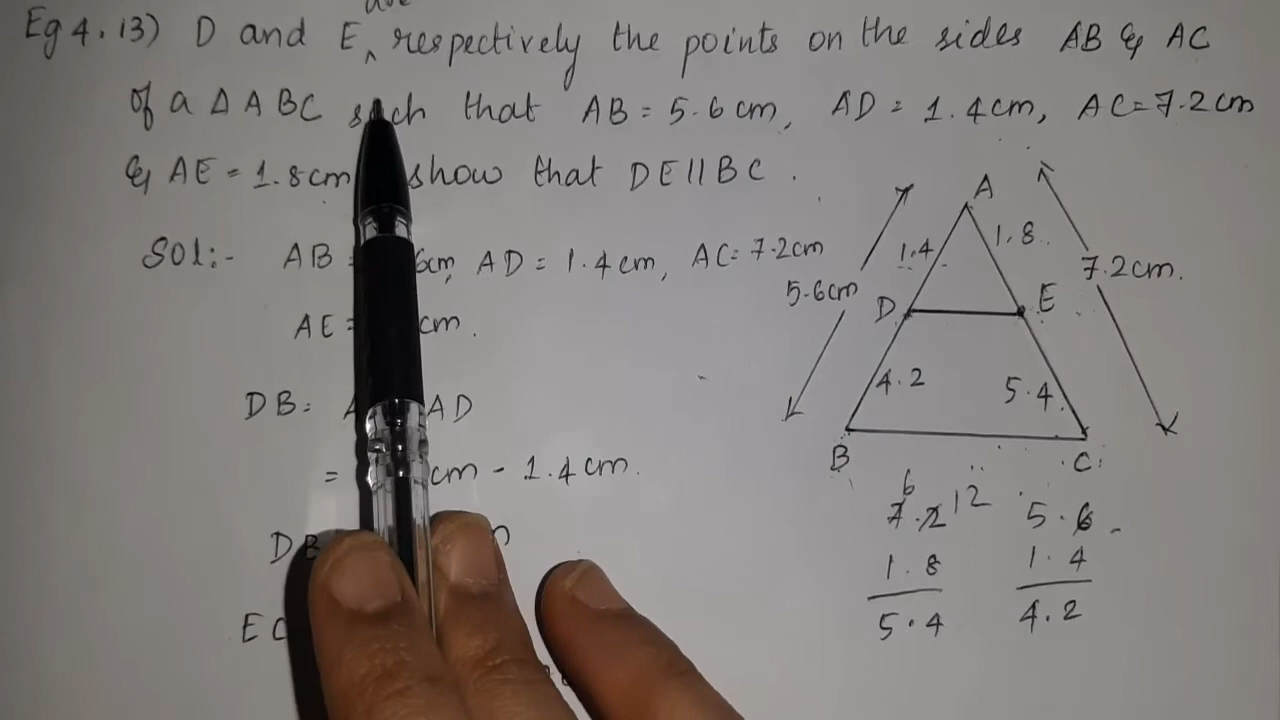 are
Eg 4.13) D and E ^ respectively the points on the sides AB & AC
of a Δ ABC such that AB = 5.6 cm, AD = 1.4 cm, AC = 7.2 cm
& AE = 1.8 cm show that DE || BC .
Sol:- AB = 6cm, AD = 1.4 cm, AC = 7.2 cm
AE = cm .
DB = AD
= cm - 1.4 cm.
DB
EC
A
1.4
1.8
5.6cm
7.2cm.
D
E
4.2
5.4
B
C
6 12
7.2
1.8
5.4
5.6
1.4
4.2